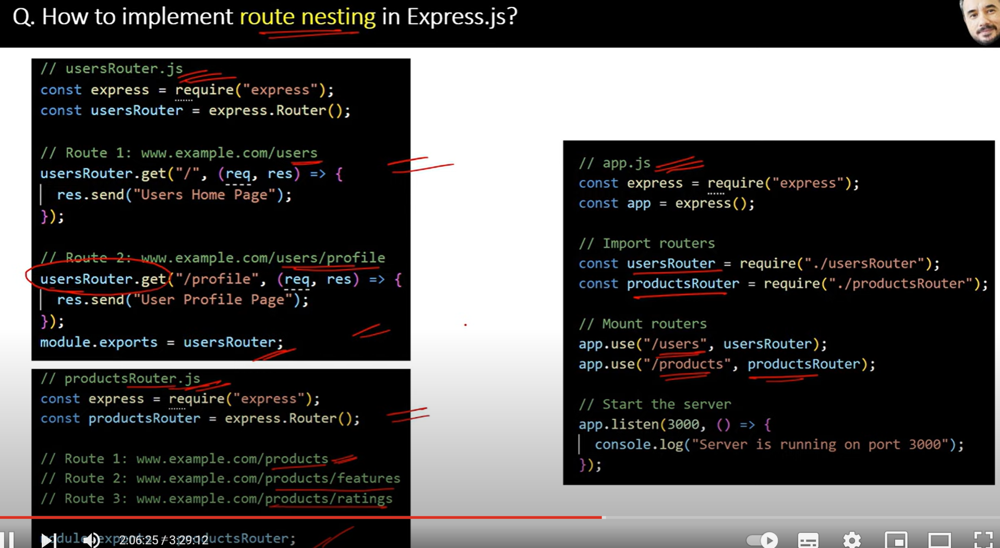 Q. How to implement route nesting in Express.js?
// usersRouter.js
const express = require("express");
const usersRouter = express.Router();
// Route 1: www.example.com/users
usersRouter.get("/", (req, res) => {
res.send("Users Home Page");
});
// Route 2: www.example.com/users/profile
usersRouter.get("/profile", (req, res) => {
res.send("User Profile Page");
});
module.exports = usersRouter;
// productsRouter.js
const express = require("express");
const productsRouter = express.Router();
// Route 1: www.example.com/products
// Route 2: www.example.com/products/features
// Route 3: www.example.com/products/ratings
module.exports = productsRouter;
// app.js
const express = require("express");
const app = express();
// Import routers
const usersRouter = require("./usersRouter");
const productsRouter = require("./productsRouter");
// Mount routers
app.use("/users", usersRouter);
app.use("/products", productsRouter);
// Start the server
app.listen(3000, () => {
console.log("Server is running on port 3000");
});
2:06:25 / 3:29:12